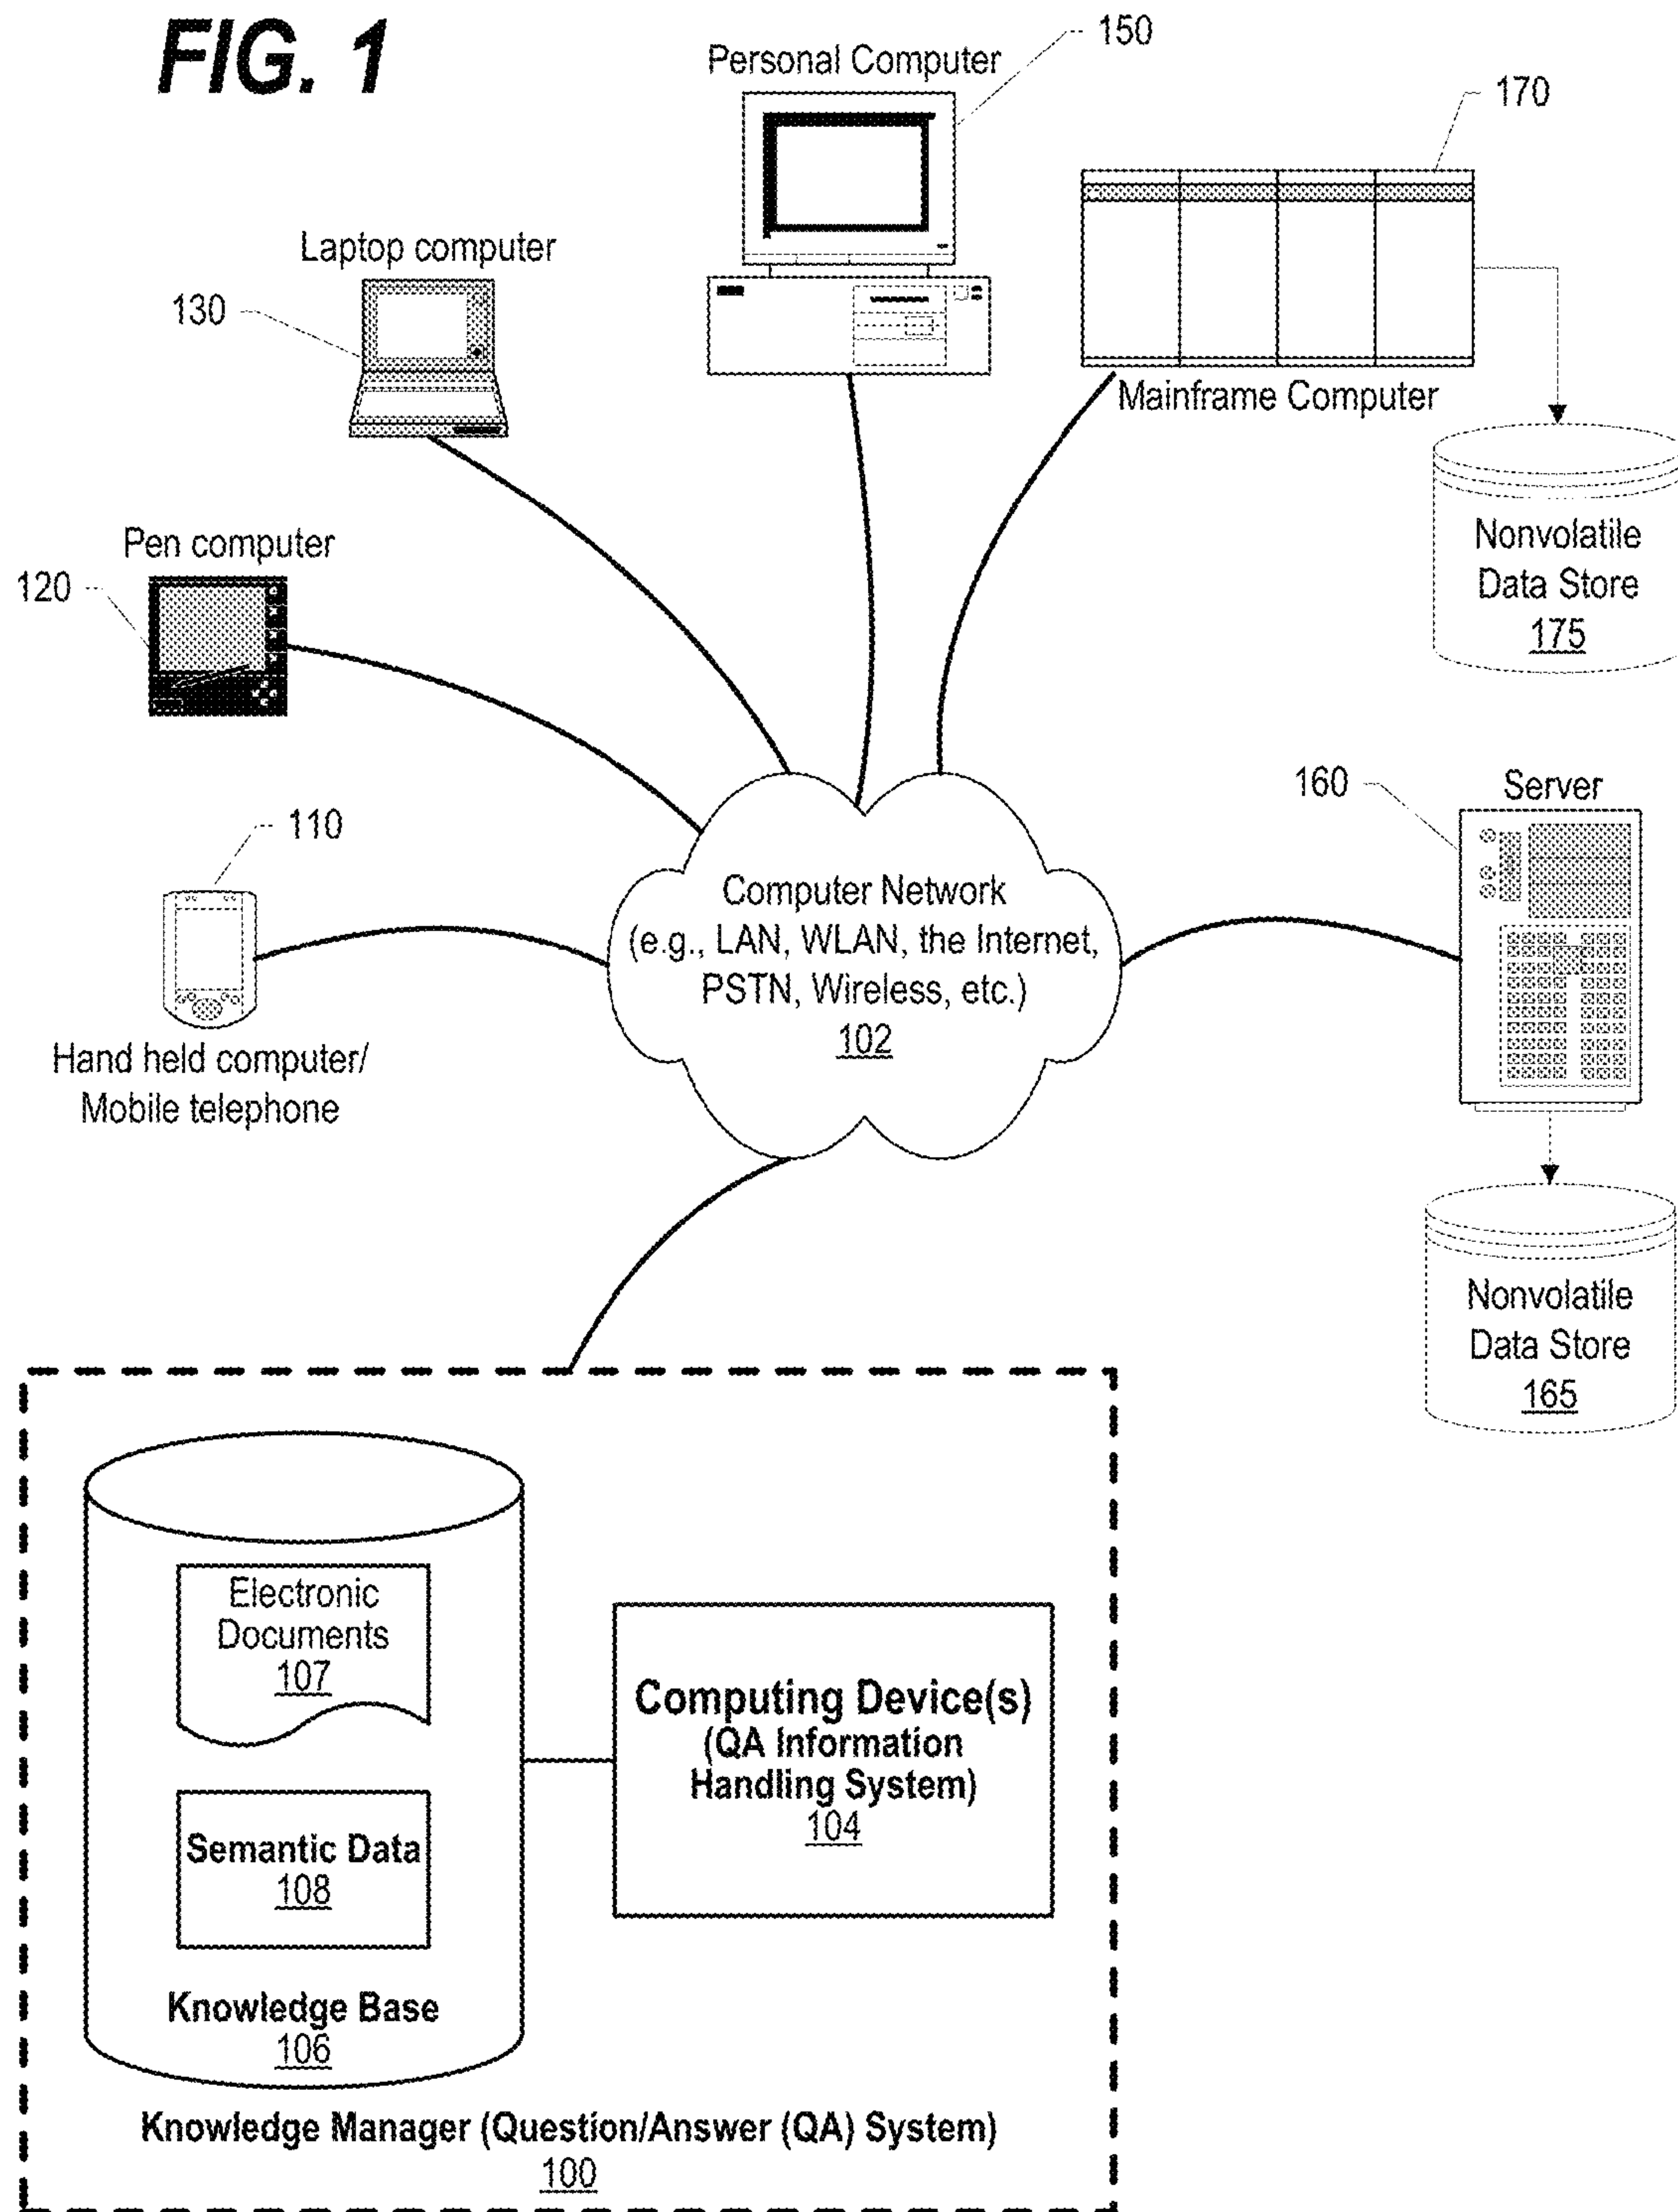 FIG. 1
Personal Computer
150
170
Laptop computer
130
Mainframe Computer
Nonvolatile
Data Store
175
Pen computer
120
160
Server
110
Computer Network
(e.g., LAN, WLAN, the Internet,
PSTN, Wireless, etc.)
102
Hand held computer/
Mobile telephone
Nonvolatile
Data Store
165
Electronic
Documents
107
Computing Device(s)
(QA Information
Handling System)
104
Semantic Data
108
Knowledge Base
106
Knowledge Manager (Question/Answer (QA) System)
100